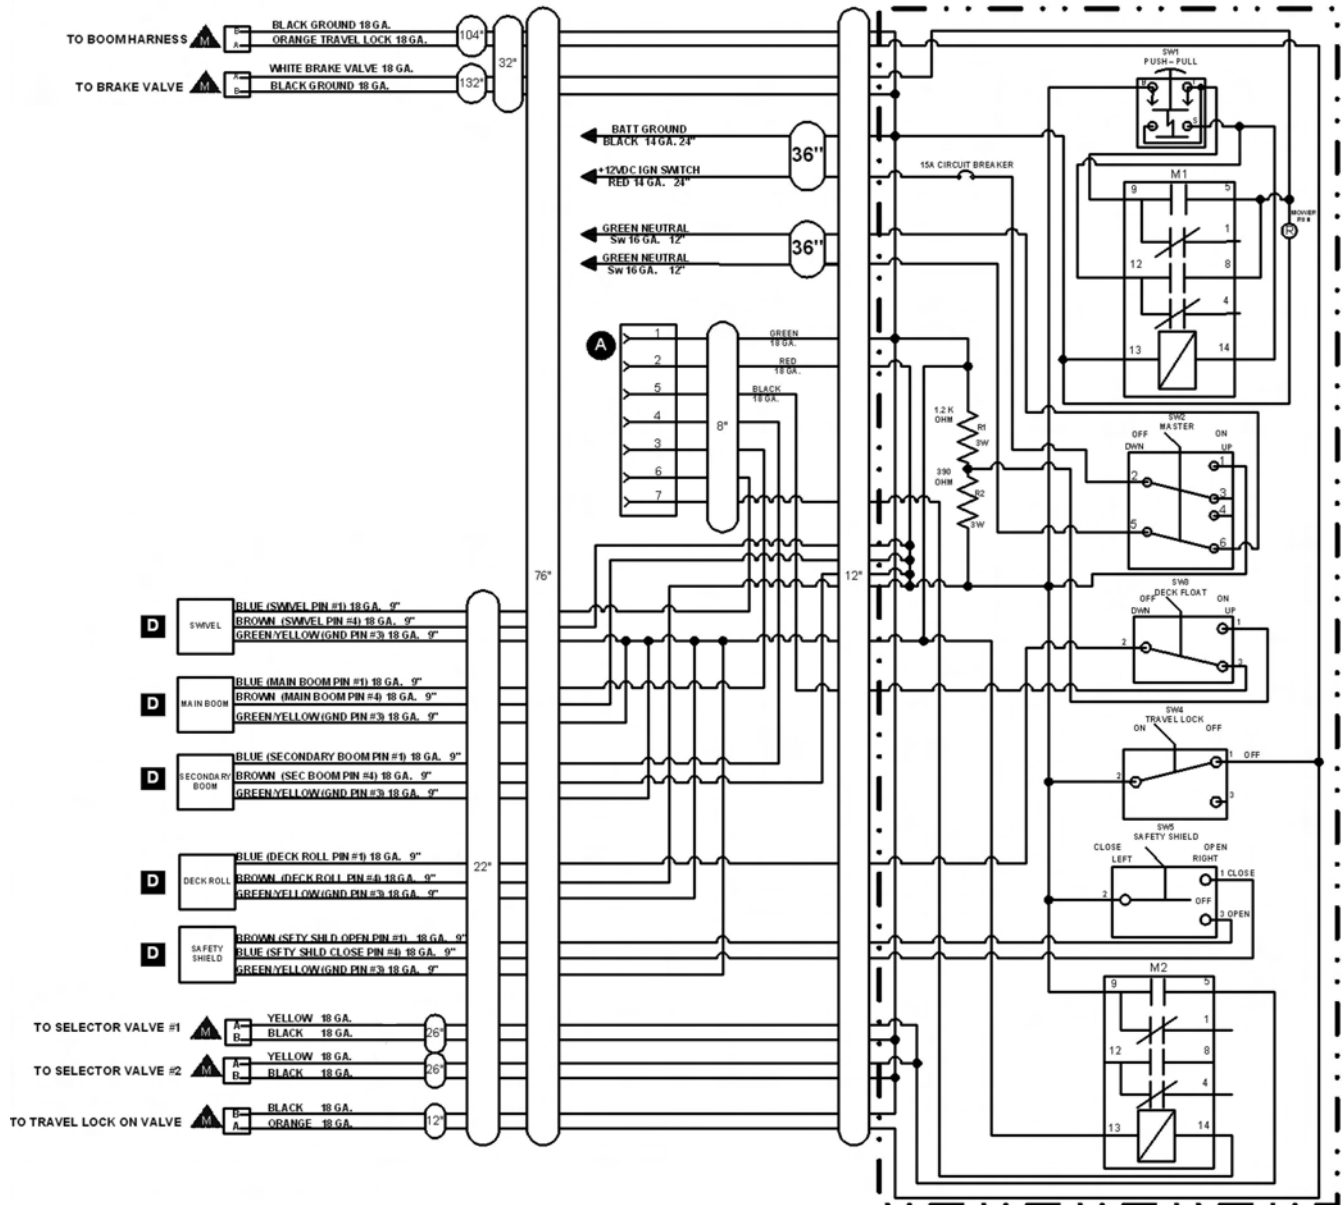 TO BOOM HARNESS
M
B
A
BLACK GROUND 18 GA.
ORANGE TRAVEL LOCK 18 GA.
104"
32"
TO BRAKE VALVE
M
A
B
WHITE BRAKE VALVE 18 GA.
BLACK GROUND 18 GA.
132"
BATT GROUND
BLACK 14 GA. 24"
+12VDC IGN SWITCH
RED 14 GA. 24"
36"
GREEN NEUTRAL
Sw 16 GA. 12"
GREEN NEUTRAL
Sw 16 GA. 12"
36"
15A CIRCUIT BREAKER
SW1
PUSH - PULL
B
S
M1
9
5
1
12
8
4
13
14
MOWER
R
A
1
2
5
4
3
6
7
8"
GREEN
18 GA.
RED
18 GA.
BLACK
18 GA.
1.2 K
OHM
R1
3W
390
OHM
R2
3W
SW2
MASTER
OFF
ON
DWN
UP
2
1
3
4
5
6
76"
12"
SW3
DECK FLOAT
OFF
ON
DWN
UP
1
2
3
D
SWIVEL
BLUE (SWIVEL PIN #1) 18 GA. 9"
BROWN (SWIVEL PIN #4) 18 GA. 9"
GREEN/YELLOW (GND PIN #3) 18 GA. 9"
D
MAIN BOOM
BLUE (MAIN BOOM PIN #1) 18 GA. 9"
BROWN (MAIN BOOM PIN #4) 18 GA. 9"
GREEN/YELLOW (GND PIN #3) 18 GA. 9"
SW4
TRAVEL LOCK
ON
OFF
1
OFF
2
3
D
SECONDARY
BOOM
BLUE (SECONDARY BOOM PIN #1) 18 GA. 9"
BROWN (SEC BOOM PIN #4) 18 GA. 9"
GREEN/YELLOW (GND PIN #3) 18 GA. 9"
SW5
SAFETY SHIELD
CLOSE
OPEN
LEFT
RIGHT
1 CLOSE
2
OFF
3 OPEN
D
DECK ROLL
BLUE (DECK ROLL PIN #1) 18 GA. 9"
BROWN (DECK ROLL PIN #4) 18 GA. 9"
GREEN/YELLOW (GND PIN #3) 18 GA. 9"
22"
D
SAFETY
SHIELD
BROWN (SFTY SHLD OPEN PIN #1) 18 GA. 9"
BLUE (SFTY SHLD CLOSE PIN #4) 18 GA. 9"
GREEN/YELLOW (GND PIN #3) 18 GA. 9"
M2
9
5
1
12
8
4
13
14
TO SELECTOR VALVE #1
M
A
B
YELLOW 18 GA.
BLACK 18 GA.
26"
TO SELECTOR VALVE #2
M
A
B
YELLOW 18 GA.
BLACK 18 GA.
26"
TO TRAVEL LOCK ON VALVE
M
B
A
BLACK 18 GA.
ORANGE 18 GA.
12"